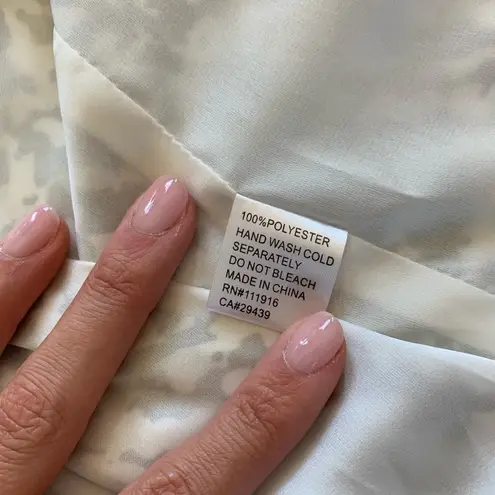 100%POLYESTER
HAND WASH COLD
SEPARATELY
DO NOT BLEACH
MADE IN CHINA
RN#111916
CA#29439